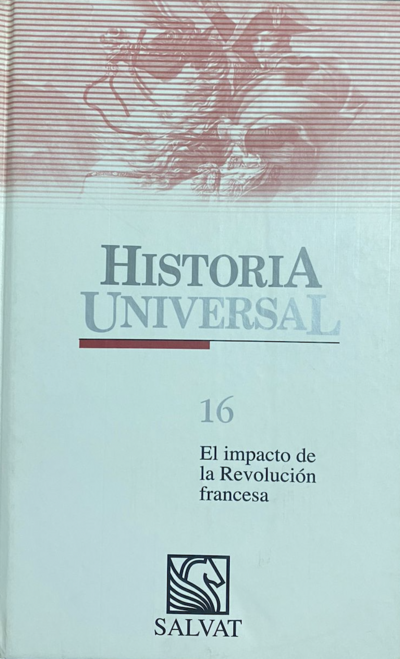 HISTORIA
UNIVERSAL
16
El impacto de
la Revolución
francesa
SALVAT